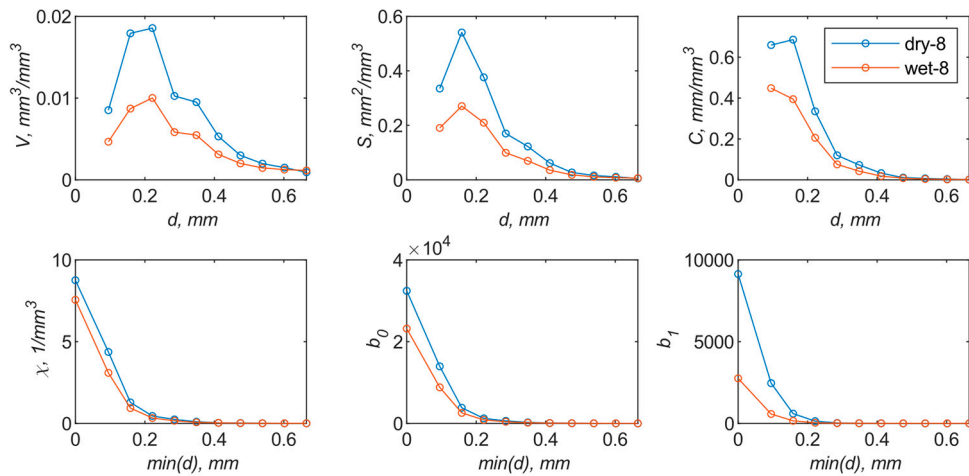 0.02
0.01
0
V, mm³/mm³
0 0.2 0.4 0.6
d, mm
0.6
0.4
0.2
0
S, mm²/mm³
0 0.2 0.4 0.6
d, mm
0.6
0.4
0.2
0
C, mm/mm³
0 0.2 0.4 0.6
d, mm
dry-8
wet-8
10
5
0
χ, 1/mm³
0 0.2 0.4 0.6
min(d), mm
×10⁴
4
2
0
b₀
0 0.2 0.4 0.6
min(d), mm
10000
5000
0
b₁
0 0.2 0.4 0.6
min(d), mm